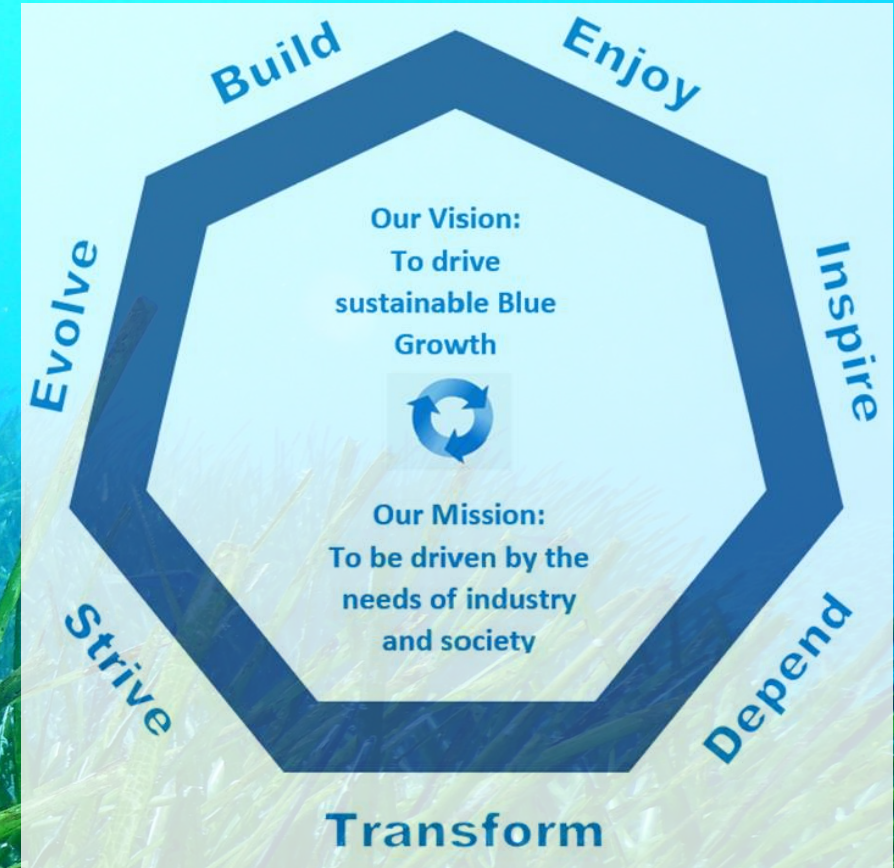 Build
Enjoy
Evolve
Inspire
Our Vision:
To drive
sustainable Blue
Growth
Our Mission:
To be driven by the
needs of industry
and society
Strive
Depend
Transform